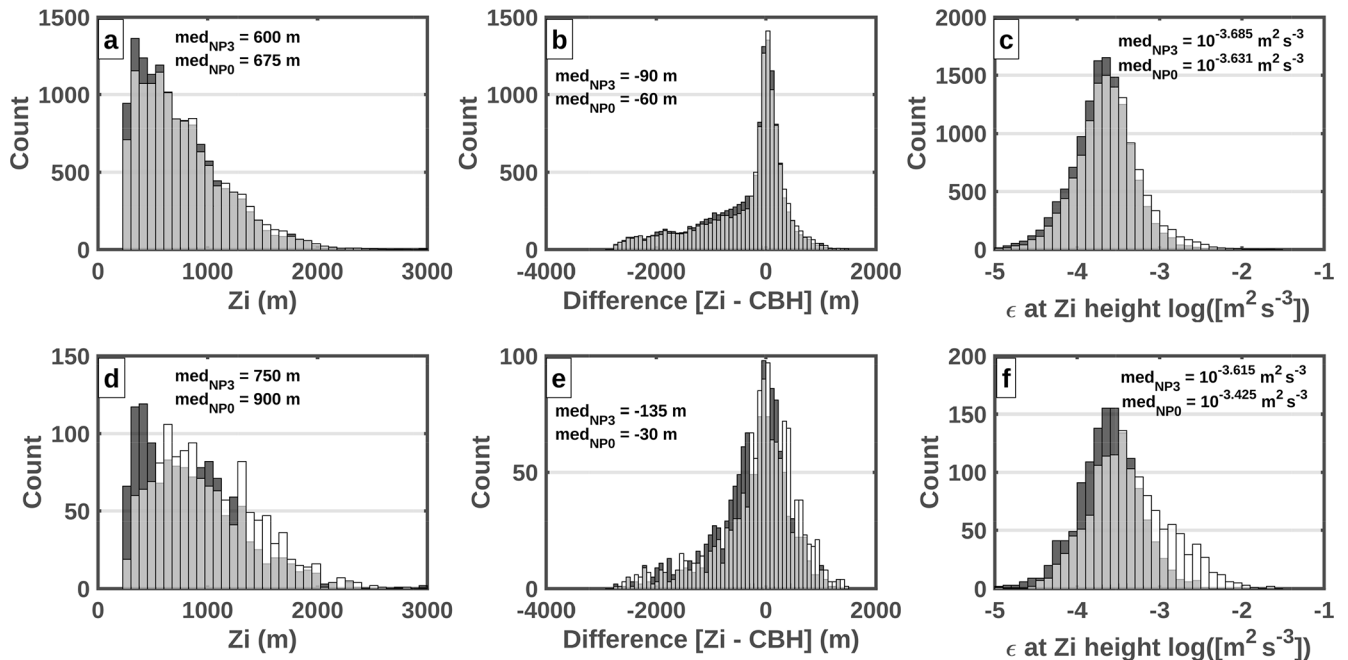 a
med_NP3 = 600 m
med_NP0 = 675 m
1500
1000
500
0
Count
0 1000 2000 3000
Zi (m)
b
med_NP3 = -90 m
med_NP0 = -60 m
1500
1000
500
0
Count
-4000 -2000 0 2000
Difference [Zi - CBH] (m)
c
med_NP3 = 10^-3.685 m^2 s^-3
med_NP0 = 10^-3.631 m^2 s^-3
2000
1500
1000
500
0
Count
-5 -4 -3 -2 -1
ϵ at Zi height log([m^2 s^-3])
d
med_NP3 = 750 m
med_NP0 = 900 m
150
100
50
0
Count
0 1000 2000 3000
Zi (m)
e
med_NP3 = -135 m
med_NP0 = -30 m
100
50
0
Count
-4000 -2000 0 2000
Difference [Zi - CBH] (m)
f
med_NP3 = 10^-3.615 m^2 s^-3
med_NP0 = 10^-3.425 m^2 s^-3
200
150
100
50
0
Count
-5 -4 -3 -2 -1
ϵ at Zi height log([m^2 s^-3])